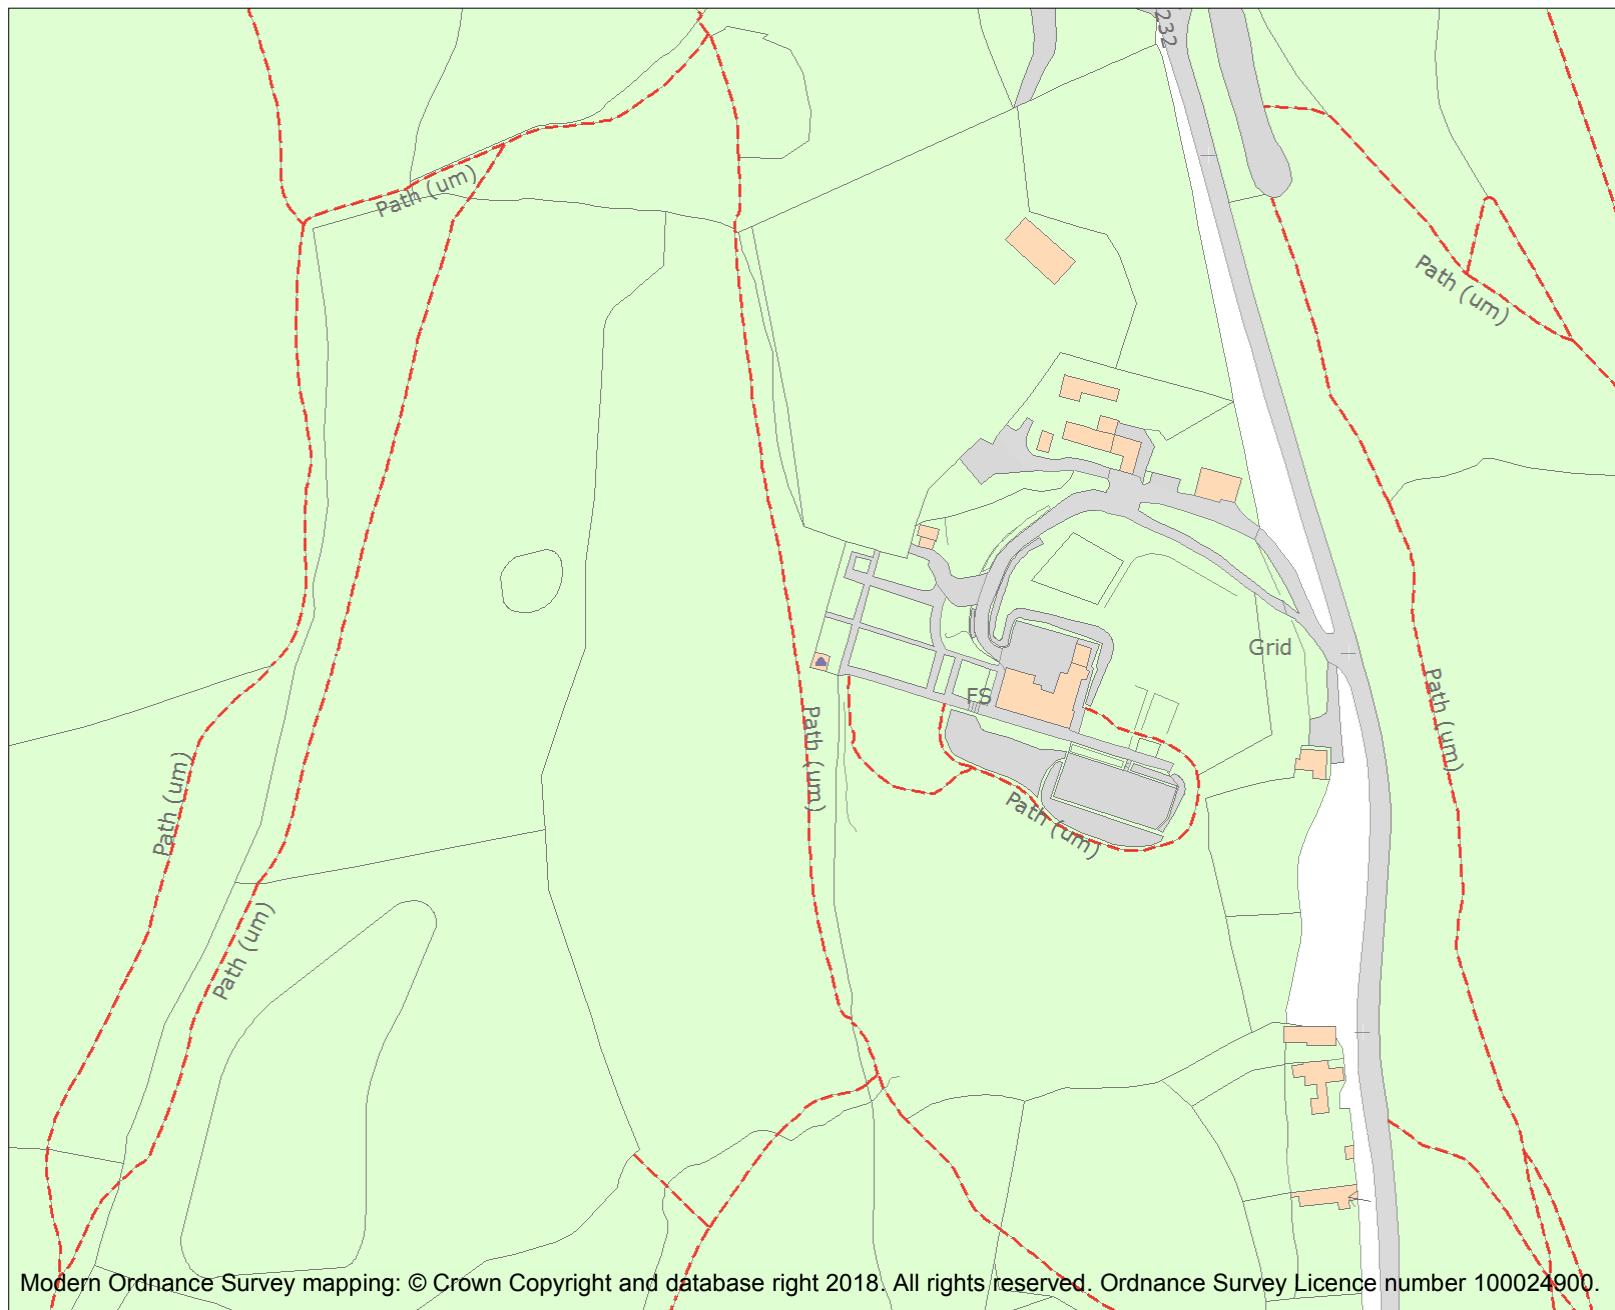 232
Path (um)
Path (um)
Grid
Path (um)
FS
Path (um)
Path (um)
Path (um)
Path (um)
Modern Ordnance Survey mapping: © Crown Copyright and database right 2018. All rights reserved. Ordnance Survey Licence number 100024900.